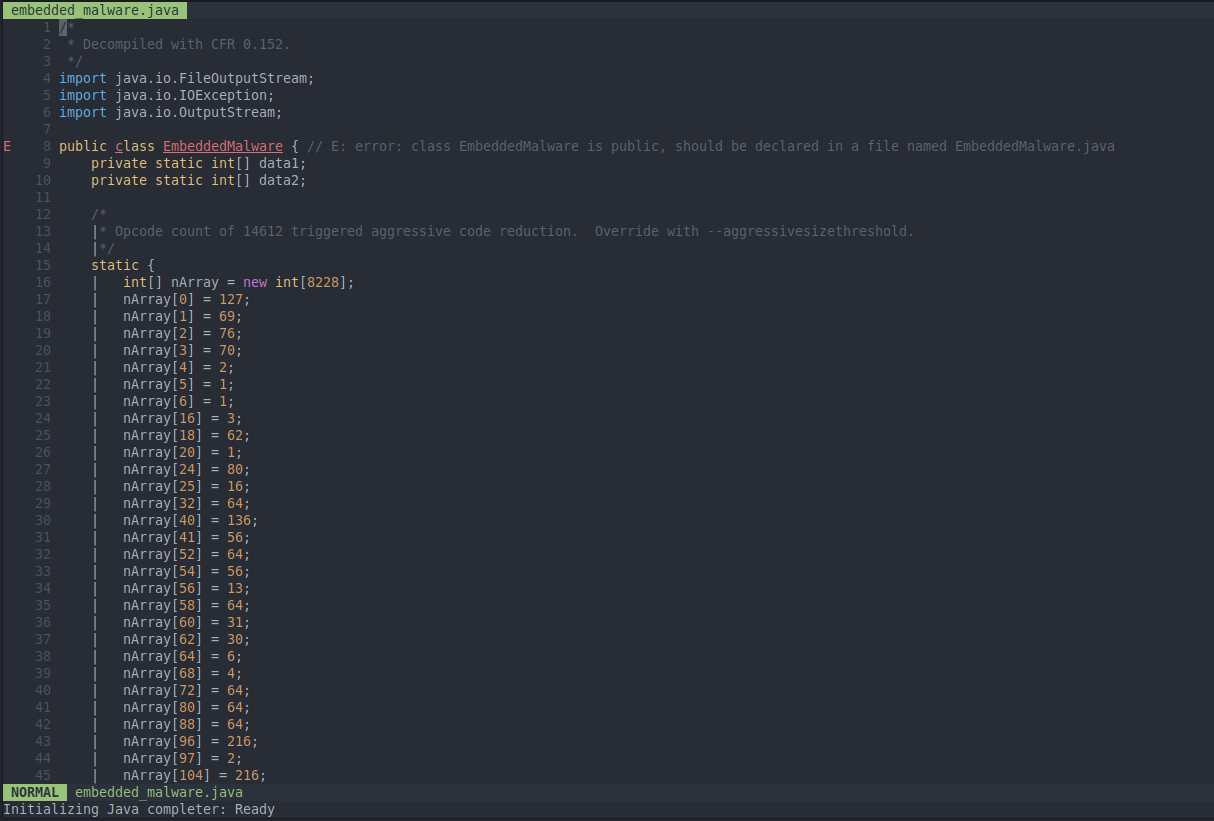 embedded_malware.java
1 /*
2  * Decompiled with CFR 0.152.
3  */
4 import java.io.FileOutputStream;
5 import java.io.IOException;
6 import java.io.OutputStream;
7
E 8 public class EmbeddedMalware { // E: error: class EmbeddedMalware is public, should be declared in a file named EmbeddedMalware.java
9     private static int[] data1;
10     private static int[] data2;
11
12     /*
13     |* Opcode count of 14612 triggered aggressive code reduction.  Override with --aggressivesizethreshold.
14     |*/
15     static {
16     |   int[] nArray = new int[8228];
17     |   nArray[0] = 127;
18     |   nArray[1] = 69;
19     |   nArray[2] = 76;
20     |   nArray[3] = 70;
21     |   nArray[4] = 2;
22     |   nArray[5] = 1;
23     |   nArray[6] = 1;
24     |   nArray[16] = 3;
25     |   nArray[18] = 62;
26     |   nArray[20] = 1;
27     |   nArray[24] = 80;
28     |   nArray[25] = 16;
29     |   nArray[32] = 64;
30     |   nArray[40] = 136;
31     |   nArray[41] = 56;
32     |   nArray[52] = 64;
33     |   nArray[54] = 56;
34     |   nArray[56] = 13;
35     |   nArray[58] = 64;
36     |   nArray[60] = 31;
37     |   nArray[62] = 30;
38     |   nArray[64] = 6;
39     |   nArray[68] = 4;
40     |   nArray[72] = 64;
41     |   nArray[80] = 64;
42     |   nArray[88] = 64;
43     |   nArray[96] = 216;
44     |   nArray[97] = 2;
45     |   nArray[104] = 216;
NORMAL embedded_malware.java
Initializing Java completer: Ready